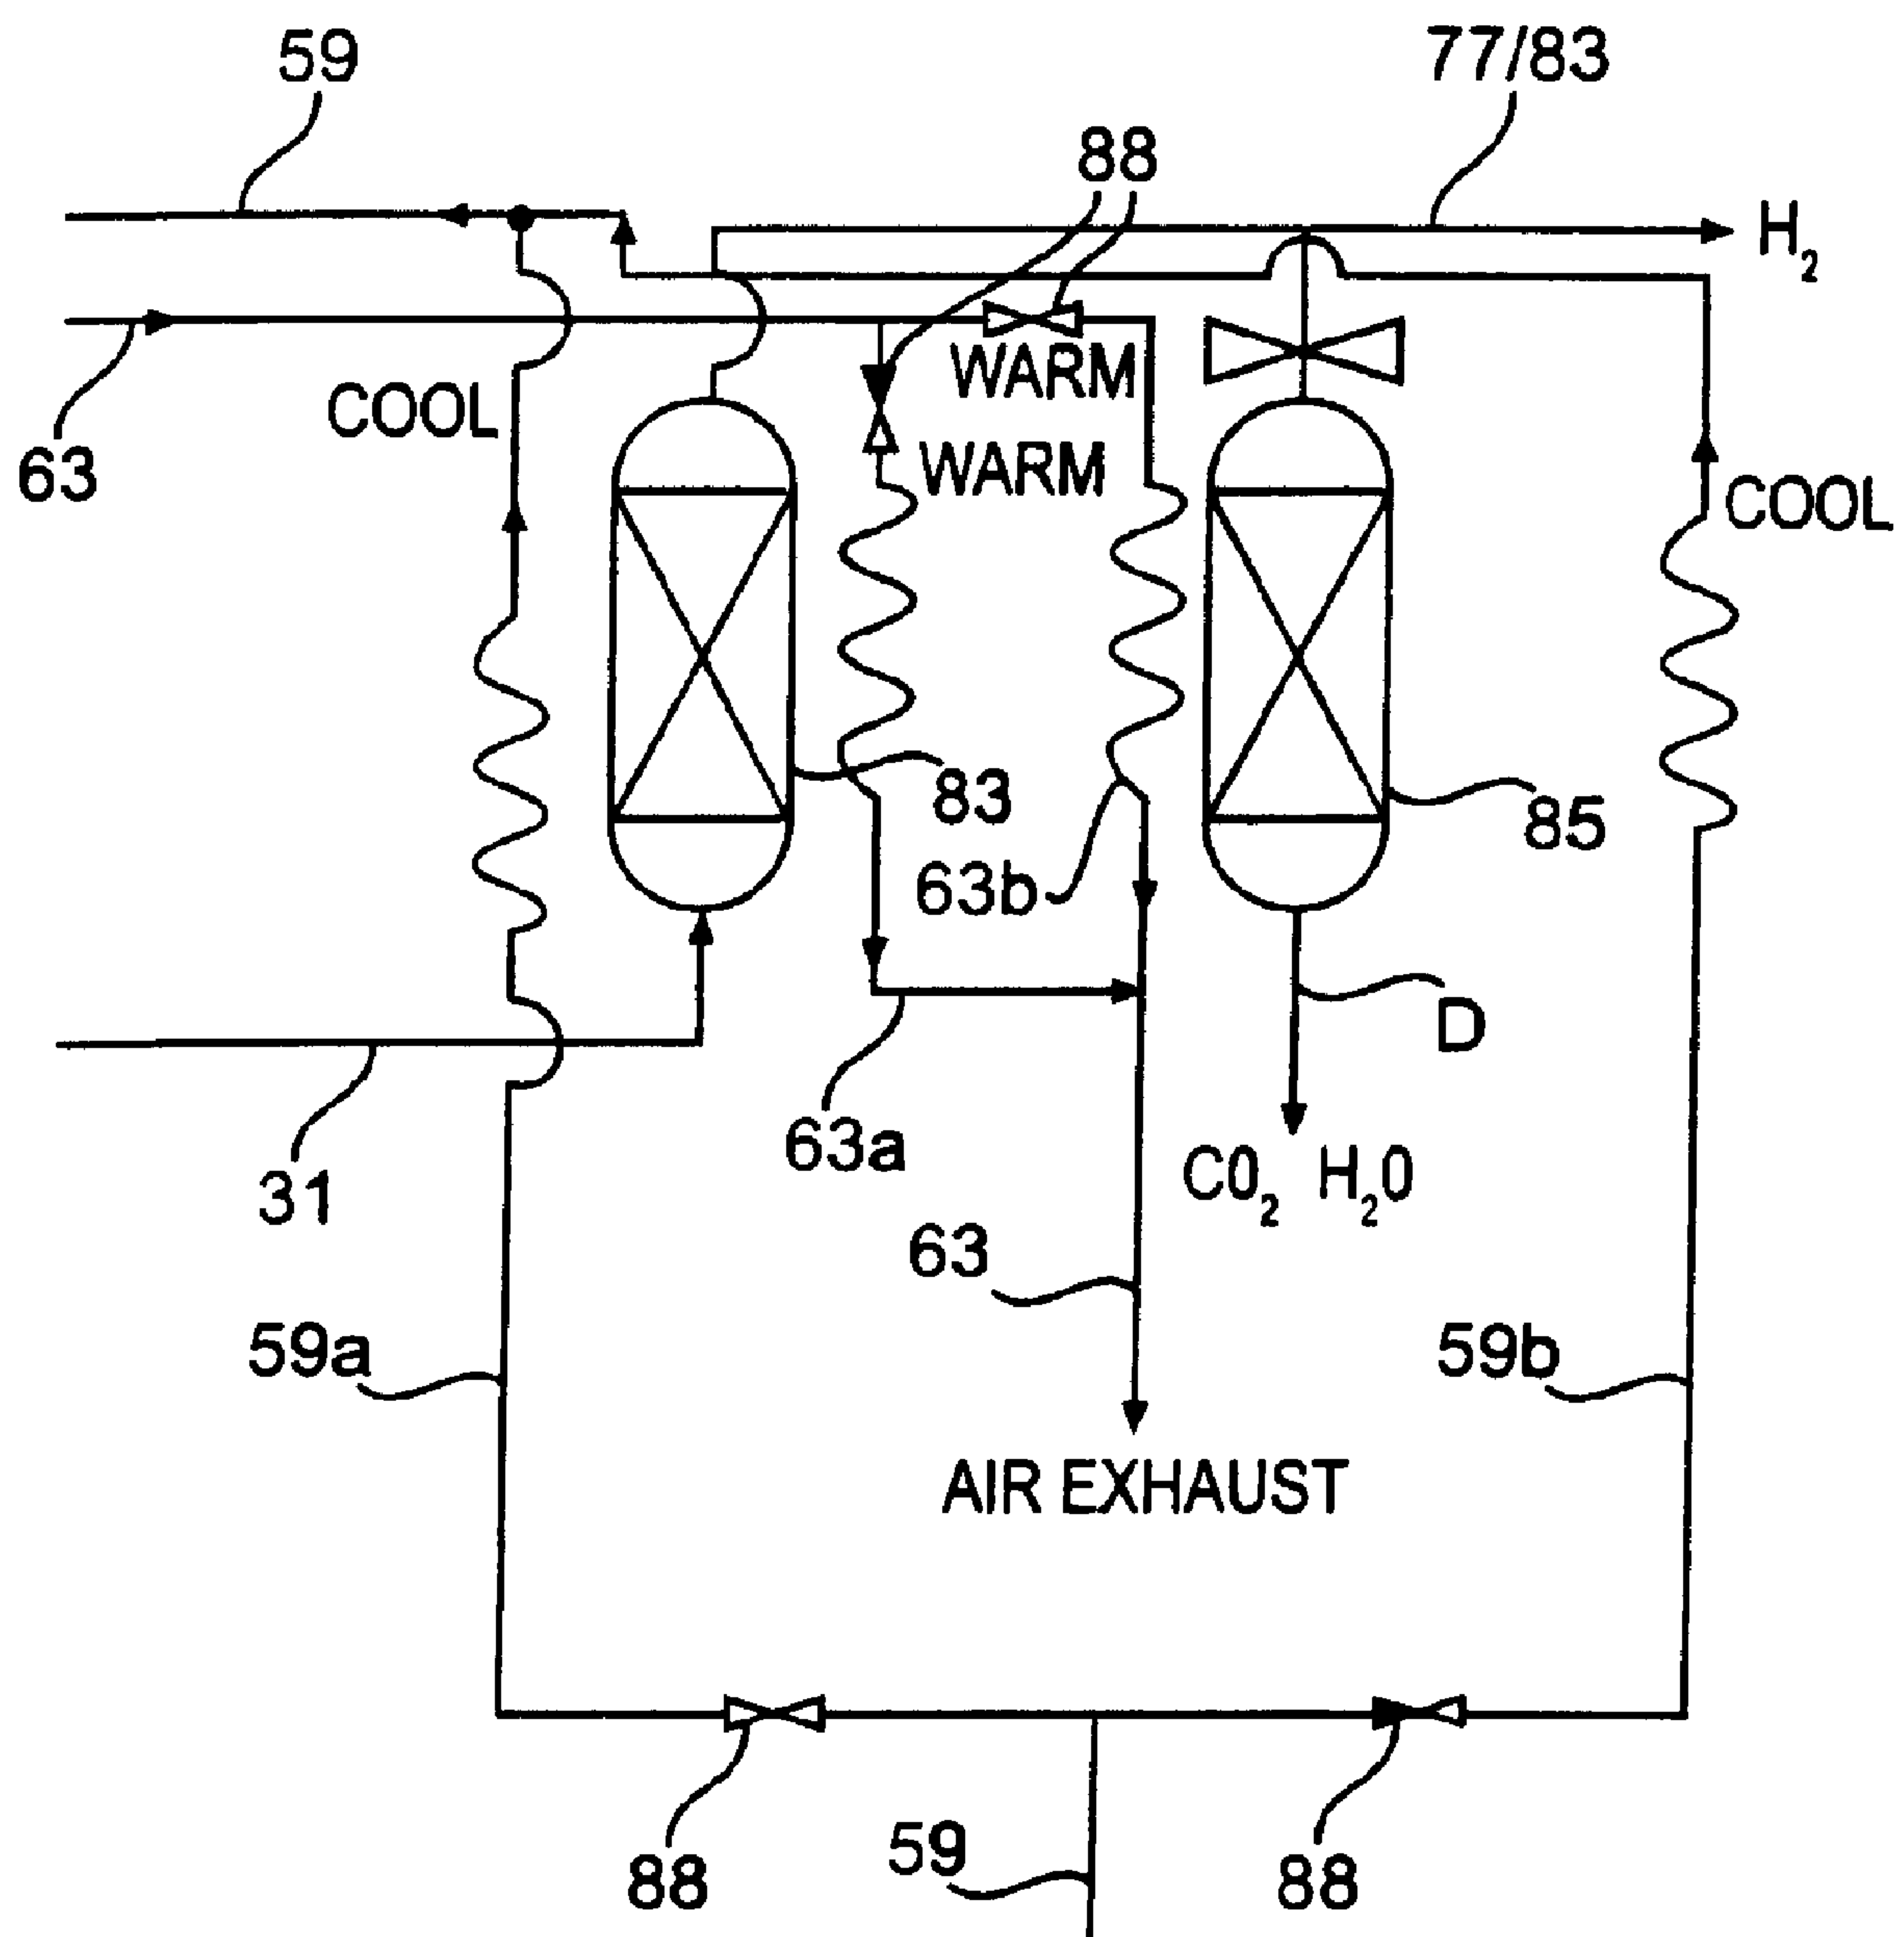 59
77/83
88
H2
WARM
COOL
63
WARM
COOL
83
85
63b
D
63a
31
C02 H20
63
59a
59b
AIR EXHAUST
59
88
88